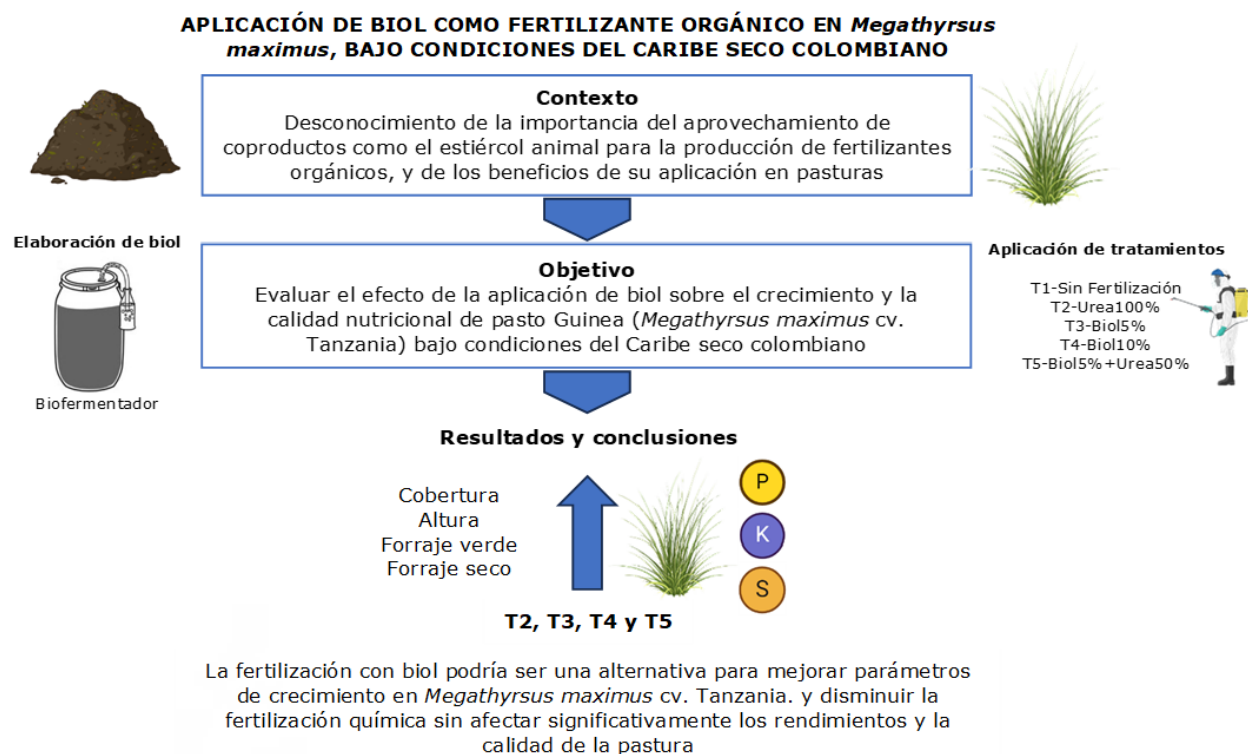 APLICACIÓN DE BIOL COMO FERTILIZANTE ORGÁNICO EN Megathyrsus
maximus, BAJO CONDICIONES DEL CARIBE SECO COLOMBIANO
Contexto
Desconocimiento de la importancia del aprovechamiento de
coproductos como el estiércol animal para la producción de fertilizantes
orgánicos, y de los beneficios de su aplicación en pasturas
Elaboración de biol
Biofermentador
Objetivo
Evaluar el efecto de la aplicación de biol sobre el crecimiento y la
calidad nutricional de pasto Guinea (Megathyrsus maximus cv.
Tanzania) bajo condiciones del Caribe seco colombiano
Aplicación de tratamientos
T1-Sin Fertilización
T2-Urea100%
T3-Biol5%
T4-Biol10%
T5-Biol5%+Urea50%
Resultados y conclusiones
Cobertura
Altura
Forraje verde
Forraje seco
P
K
S
T2, T3, T4 y T5
La fertilización con biol podría ser una alternativa para mejorar parámetros
de crecimiento en Megathyrsus maximus cv. Tanzania. y disminuir la
fertilización química sin afectar significativamente los rendimientos y la
calidad de la pastura